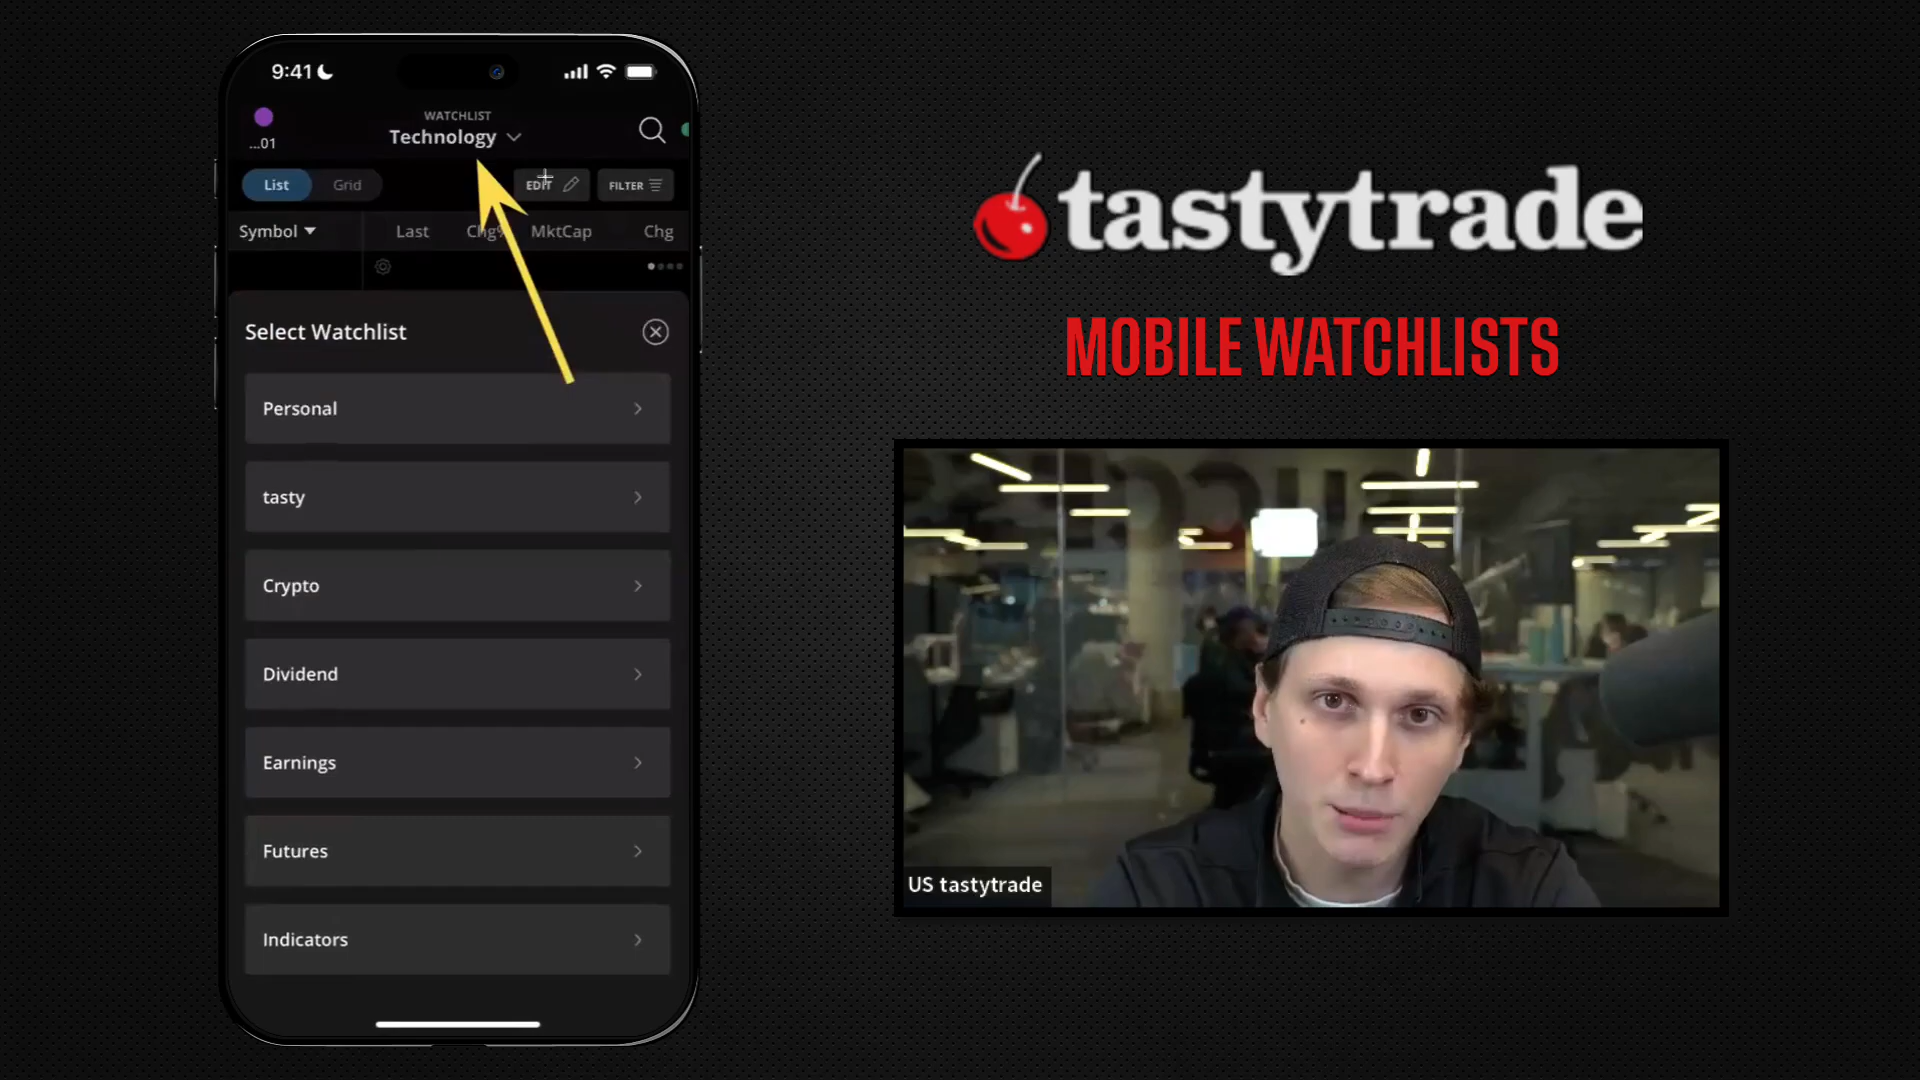 9:41
WATCHLIST
Technology
...01
List
Grid
EDIT
FILTER
Symbol
Last
Chg%
MktCap
Chg
Select Watchlist
Personal
tasty
Crypto
Dividend
Earnings
Futures
Indicators
tastytrade
MOBILE WATCHLISTS
US tastytrade